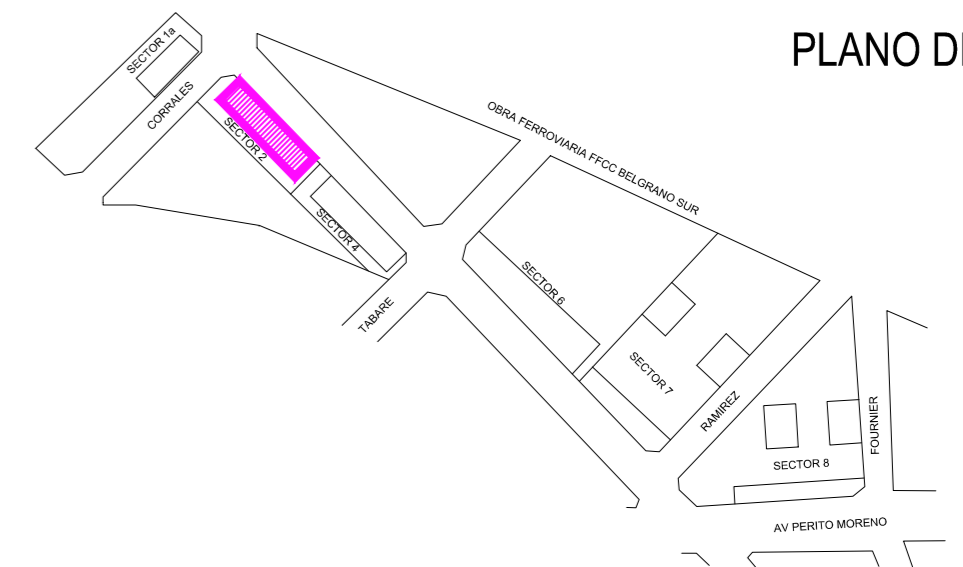 PLANO D
SECTOR 1a
CORRALES
SECTOR 2
OBRA FERROVIARIA FFCC BELGRANO SUR
SECTOR 4
TABARE
SECTOR 6
SECTOR 7
RAMIREZ
FOURNIER
SECTOR 8
AV PERITO MORENO